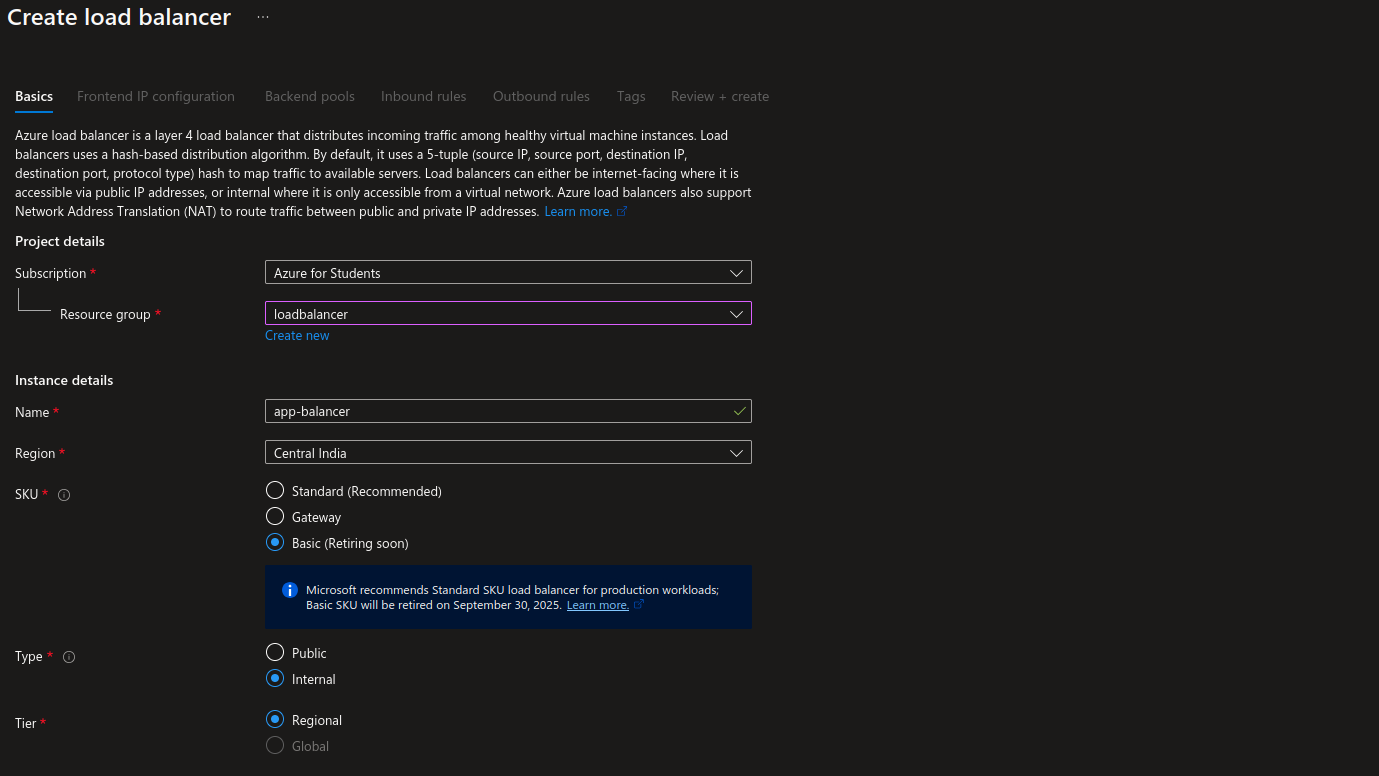 Create load balancer ...
Basics Frontend IP configuration Backend pools Inbound rules Outbound rules Tags Review + create
Azure load balancer is a layer 4 load balancer that distributes incoming traffic among healthy virtual machine instances. Load
balancers uses a hash-based distribution algorithm. By default, it uses a 5-tuple (source IP, source port, destination IP,
destination port, protocol type) hash to map traffic to available servers. Load balancers can either be internet-facing where it is
accessible via public IP addresses, or internal where it is only accessible from a virtual network. Azure load balancers also support
Network Address Translation (NAT) to route traffic between public and private IP addresses. Learn more.
Project details
Subscription * Azure for Students
Resource group * loadbalancer
Create new
Instance details
Name * app-balancer
Region * Central India
SKU * Standard (Recommended)
Gateway
Basic (Retiring soon)
Microsoft recommends Standard SKU load balancer for production workloads;
Basic SKU will be retired on September 30, 2025. Learn more.
Type * Public
Internal
Tier * Regional
Global